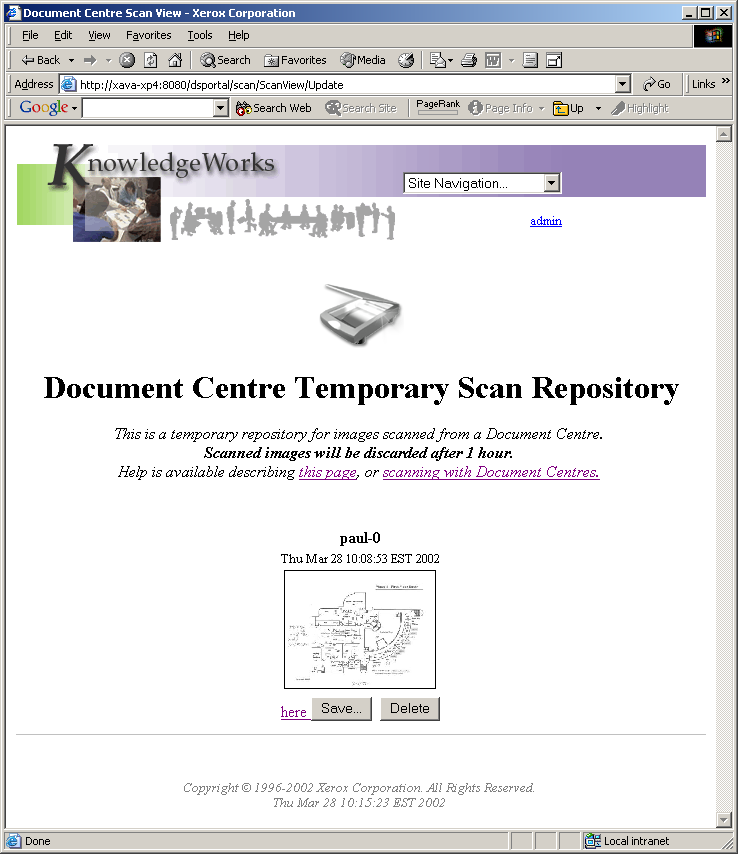 Document Centre Scan View - Xerox Corporation
File Edit View Favorites Tools Help
Back Search Favorites Media
Address http://xava-xp4:8080/dsportal/scan/ScanView/Update Go Links »
Google Search Web Search Site PageRank Page Info Up Highlight
KnowledgeWorks
Site Navigation...
admin
Document Centre Temporary Scan Repository
This is a temporary repository for images scanned from a Document Centre.
Scanned images will be discarded after 1 hour.
Help is available describing this page, or scanning with Document Centres.
paul-0
Thu Mar 28 10:08:53 EST 2002
here Save... Delete
Copyright © 1996-2002 Xerox Corporation. All Rights Reserved.
Thu Mar 28 10:15:23 EST 2002
Done Local intranet